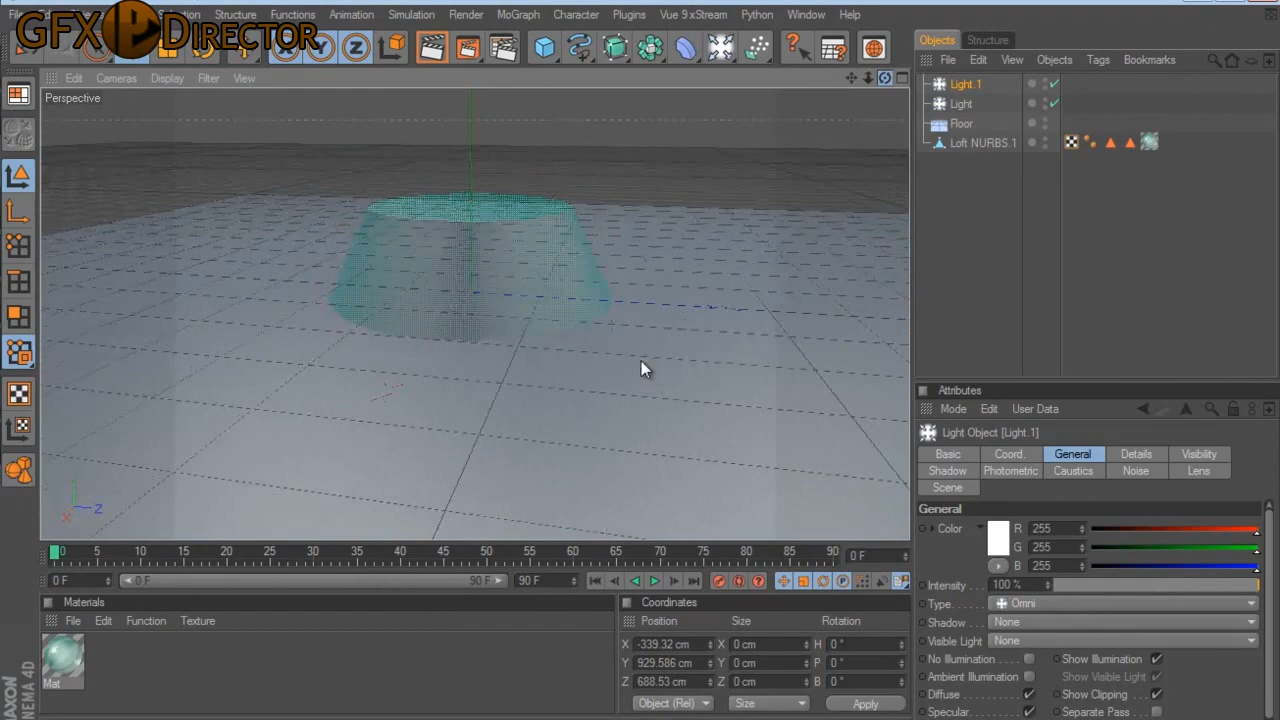 GFX DIRECTOR
Structure Functions Animation Simulation Render MoGraph Character Plugins Vue 9 xStream Python Window Help
X Y Z
Edit Cameras Display Filter View
Perspective
Z
X
0 5 10 15 20 25 30 35 40 45 50 55 60 65 70 75 80 85 90 0 F
0 F 0 F 90 F 90 F
Materials
File Edit Function Texture
Mat
Coordinates
Position Size Rotation
X -339.32 cm X 0 cm H 0 °
Y 929.586 cm Y 0 cm P 0 °
Z 688.53 cm Z 0 cm B 0 °
Object (Rel) Size Apply
Objects Structure
File Edit View Objects Tags Bookmarks
Light.1
Light
Floor
Loft NURBS.1
Attributes
Mode Edit User Data
Light Object [Light.1]
Basic Coord. General Details Visibility
Shadow Photometric Caustics Noise Lens
Scene
General
Color R 255
G 255
B 255
Intensity 100 %
Type Omni
Shadow None
Visible Light None
No Illumination Show Illumination
Ambient Illumination Show Visible Light
Diffuse Show Clipping
Specular Separate Pass
MAXON
NEMA 4D